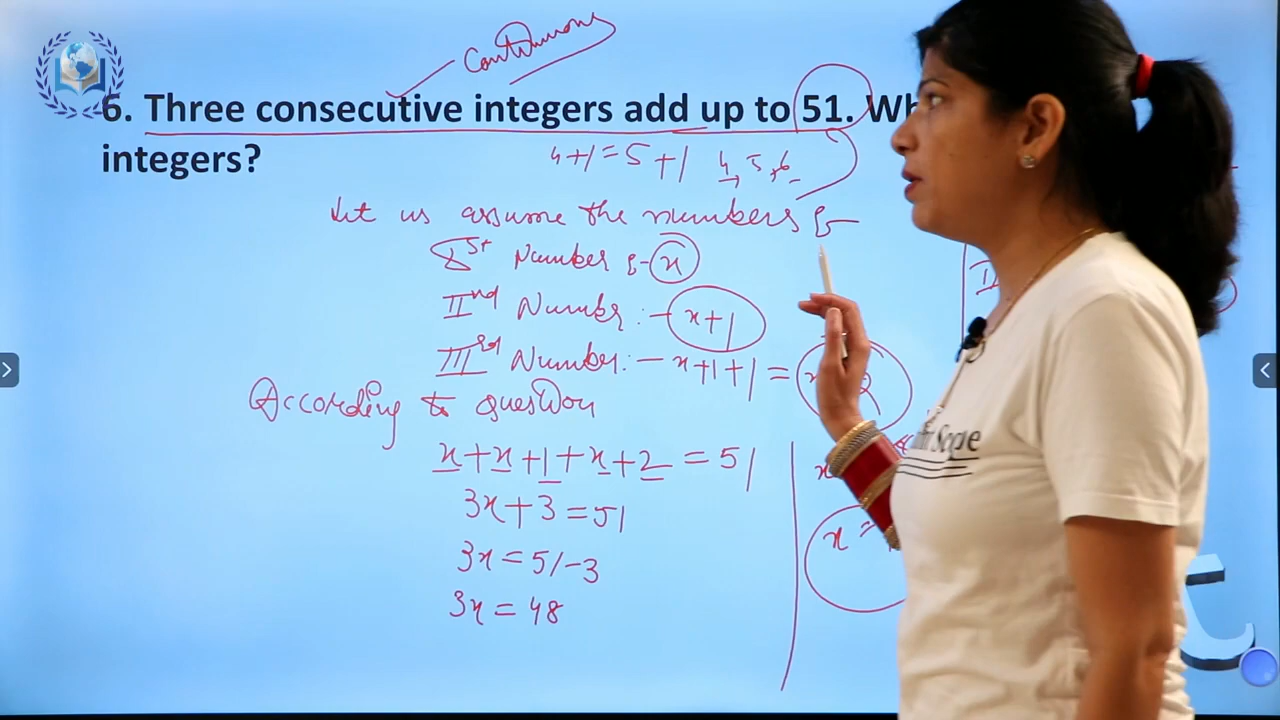 Continuous
6. Three consecutive integers add up to 51. Wh
integers?
4+1=5+1 4, 5, 6
Let us assume the numbers :-
Ist Number :- x
IInd Number :- x+1
IIIrd Number :- x+1+1 =
According to question
x+x+1+x+2 = 51
3x+3=51
3x=51-3
3x = 48
x =
II